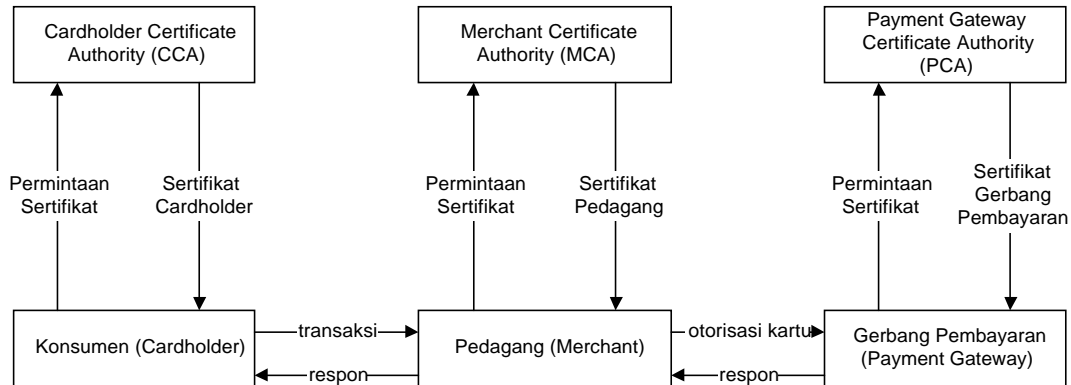 Cardholder Certificate
Authority (CCA)
Merchant Certificate
Authority (MCA)
Payment Gateway
Certificate Authority
(PCA)
Permintaan
Sertifikat
Sertifikat
Cardholder
Permintaan
Sertifikat
Sertifikat
Pedagang
Permintaan
Sertifikat
Sertifikat
Gerbang
Pembayaran
Konsumen (Cardholder)
transaksi
respon
Pedagang (Merchant)
otorisasi kartu
respon
Gerbang Pembayaran
(Payment Gateway)